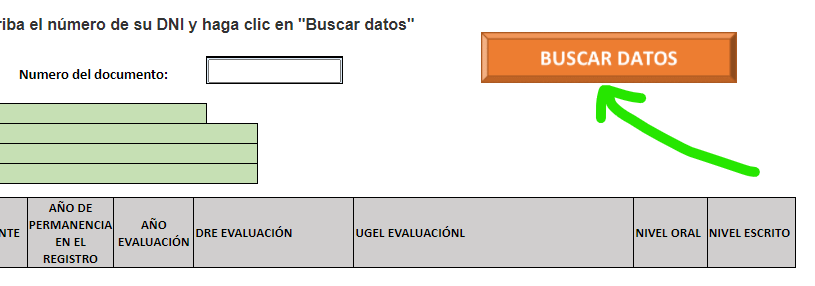 riba el número de su DNI y haga clic en "Buscar datos"
Numero del documento:
BUSCAR DATOS
NTE
AÑO DE
PERMANENCIA
EN EL
REGISTRO
AÑO
EVALUACIÓN
DRE EVALUACIÓN
UGEL EVALUACIÓNL
NIVEL ORAL
NIVEL ESCRITO